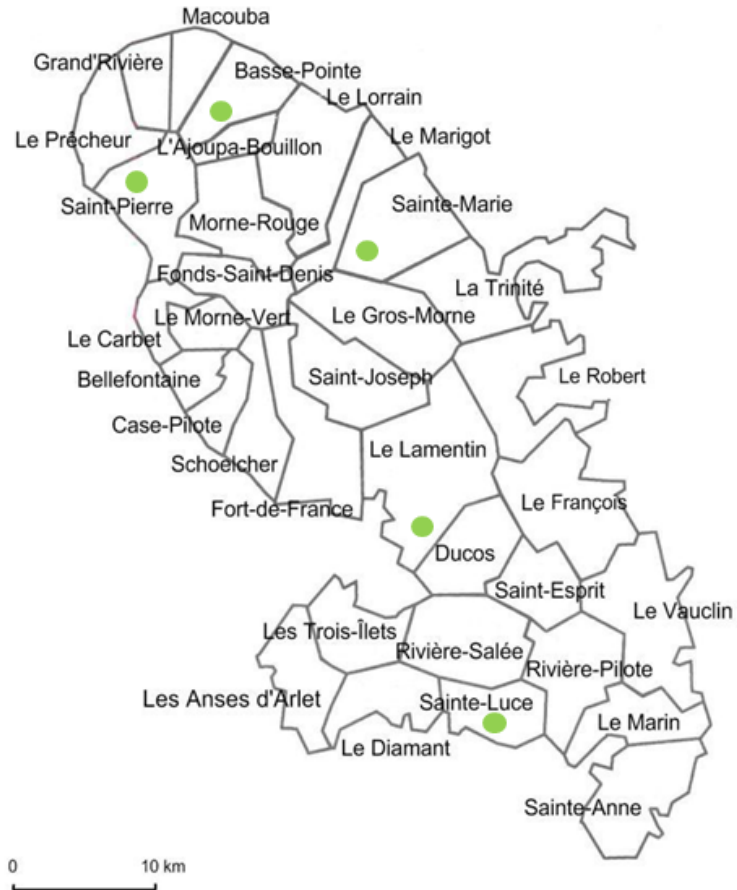 Macouba
Grand'Rivière
Basse-Pointe
Le Lorrain
Le Prêcheur
L'Ajoupa-Bouillon
Le Marigot
Saint-Pierre
Sainte-Marie
Morne-Rouge
Fonds-Saint-Denis
La Trinité
Le Morne-Vert
Le Gros-Morne
Le Carbet
Bellefontaine
Saint-Joseph
Le Robert
Case-Pilote
Le Lamentin
Schoelcher
Fort-de-France
Le François
Ducos
Saint-Esprit
Le Vauclin
Les Trois-Îlets
Rivière-Salée
Rivière-Pilote
Les Anses d'Arlet
Sainte-Luce
Le Marin
Le Diamant
Sainte-Anne
0 10 km